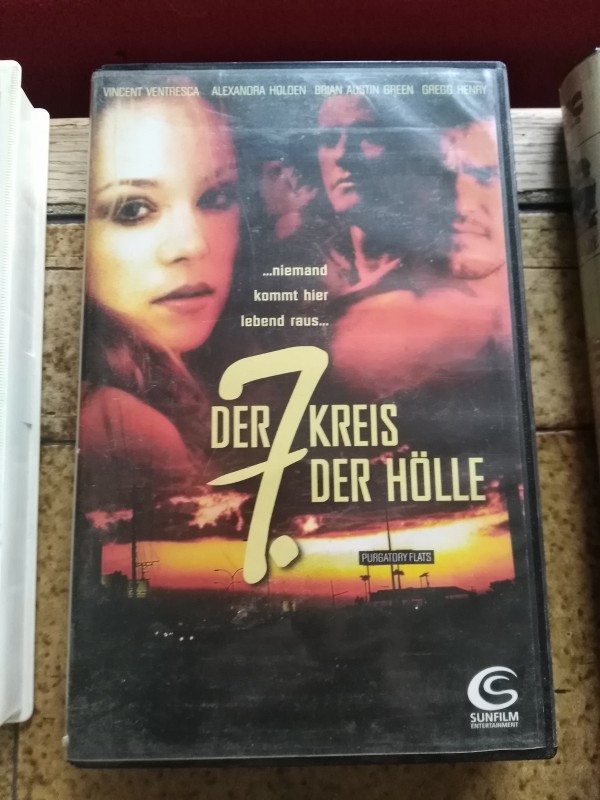 VINCENT VENTRESCA ALEXANDRA HOLDEN BRIAN AUSTIN GREEN GREGG HENRY
...niemand
kommt hier
lebend raus...
DER 7. KREIS
DER HÖLLE
PURGATORY FLATS
SUNFILM
ENTERTAINMENT